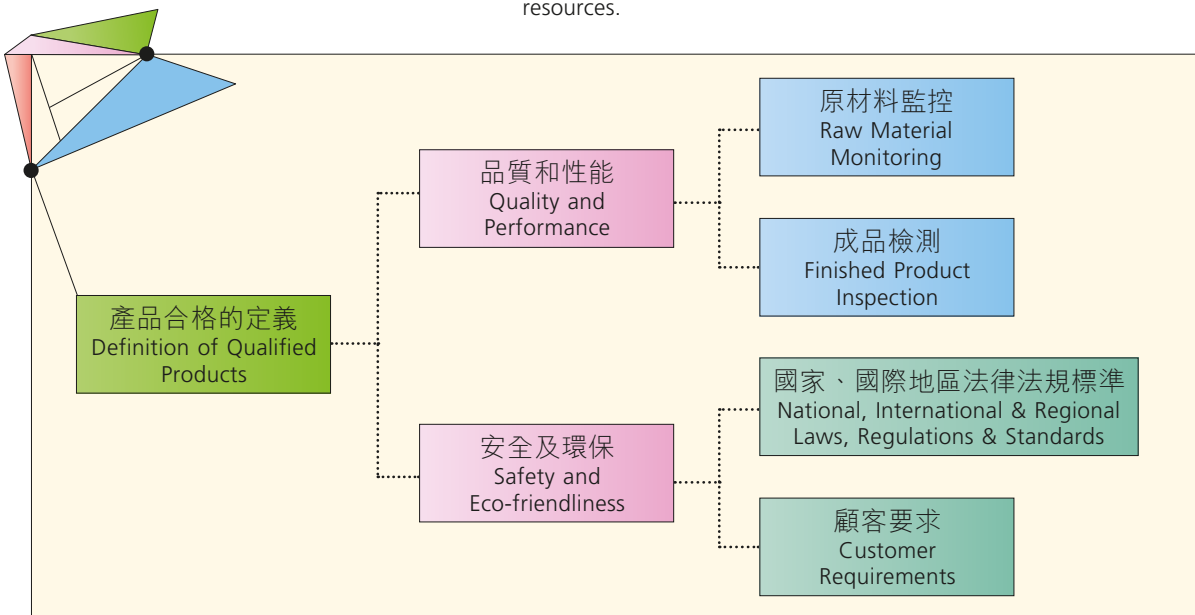 resources.
原材料監控
Raw Material
Monitoring
品質和性能
Quality and
Performance
成品檢測
Finished Product
Inspection
產品合格的定義
Definition of Qualified
Products
國家、國際地區法律法規標準
National, International & Regional
Laws, Regulations & Standards
安全及環保
Safety and
Eco-friendliness
顧客要求
Customer
Requirements